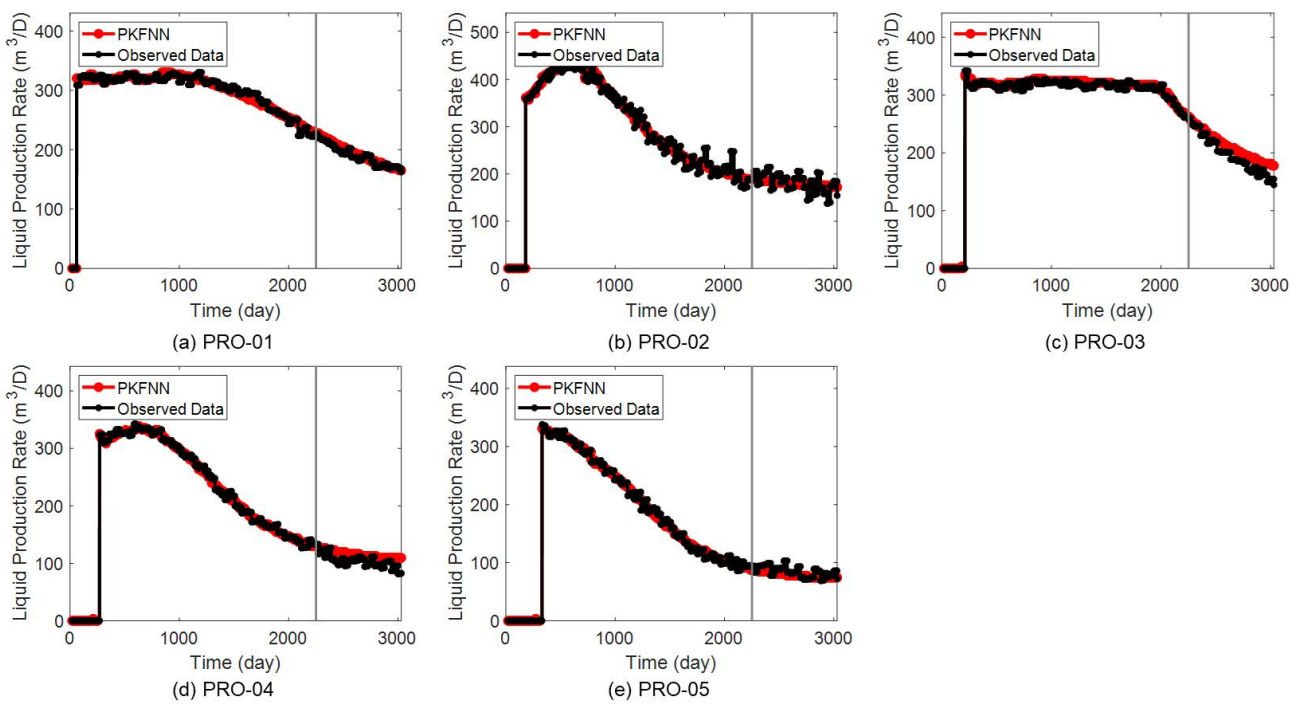 Liquid Production Rate (m³/D)
400
300
200
100
0
PKFNN
Observed Data
0 1000 2000 3000
Time (day)
(a) PRO-01
Liquid Production Rate (m³/D)
500
400
300
200
100
0
PKFNN
Observed Data
0 1000 2000 3000
Time (day)
(b) PRO-02
Liquid Production Rate (m³/D)
400
300
200
100
0
PKFNN
Observed Data
0 1000 2000 3000
Time (day)
(c) PRO-03
Liquid Production Rate (m³/D)
400
300
200
100
0
PKFNN
Observed Data
0 1000 2000 3000
Time (day)
(d) PRO-04
Liquid Production Rate (m³/D)
400
300
200
100
0
PKFNN
Observed Data
0 1000 2000 3000
Time (day)
(e) PRO-05